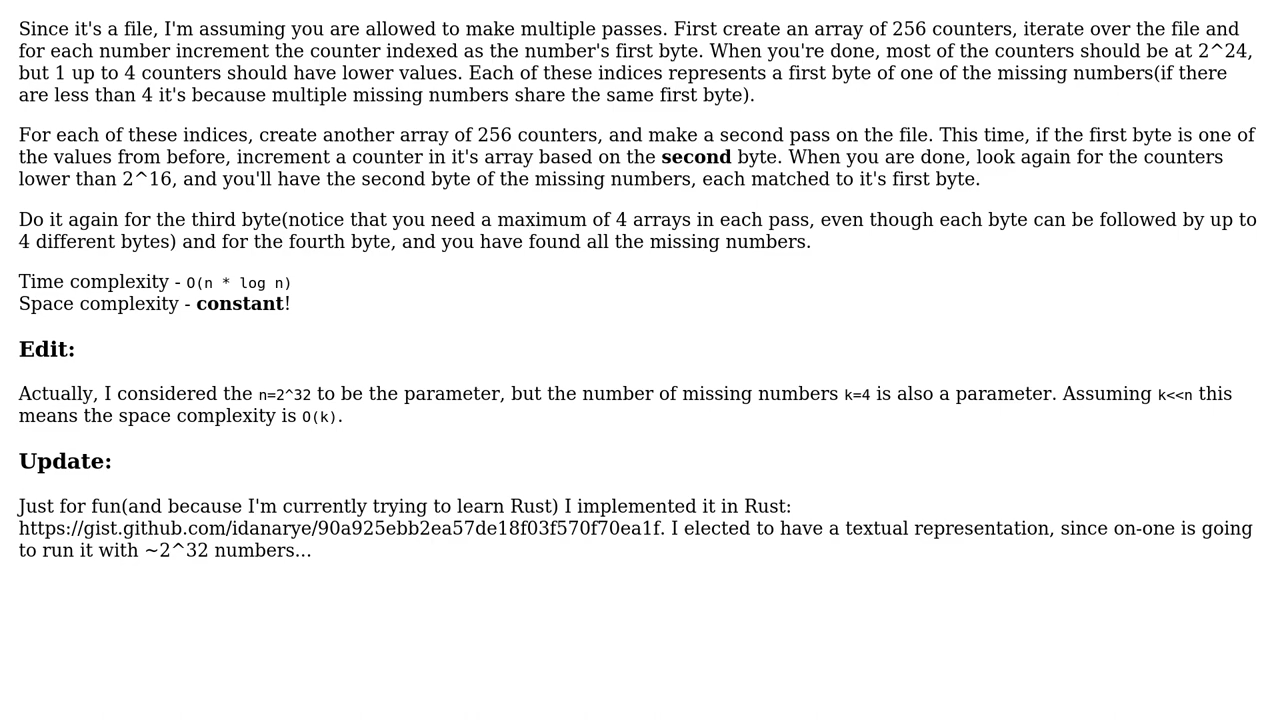 Since it's a file, I'm assuming you are allowed to make multiple passes. First create an array of 256 counters, iterate over the file and
for each number increment the counter indexed as the number's first byte. When you're done, most of the counters should be at 2^24,
but 1 up to 4 counters should have lower values. Each of these indices represents a first byte of one of the missing numbers(if there
are less than 4 it's because multiple missing numbers share the same first byte).
For each of these indices, create another array of 256 counters, and make a second pass on the file. This time, if the first byte is one of
the values from before, increment a counter in it's array based on the second byte. When you are done, look again for the counters
lower than 2^16, and you'll have the second byte of the missing numbers, each matched to it's first byte.
Do it again for the third byte(notice that you need a maximum of 4 arrays in each pass, even though each byte can be followed by up to
4 different bytes) and for the fourth byte, and you have found all the missing numbers.
Time complexity - O(n * log n)
Space complexity - constant!
Edit:
Actually, I considered the n=2^32 to be the parameter, but the number of missing numbers k=4 is also a parameter. Assuming k<<n this
means the space complexity is O(k).
Update:
Just for fun(and because I'm currently trying to learn Rust) I implemented it in Rust:
https://gist.github.com/idanarye/90a925ebb2ea57de18f03f570f70ea1f. I elected to have a textual representation, since on-one is going
to run it with ~2^32 numbers...